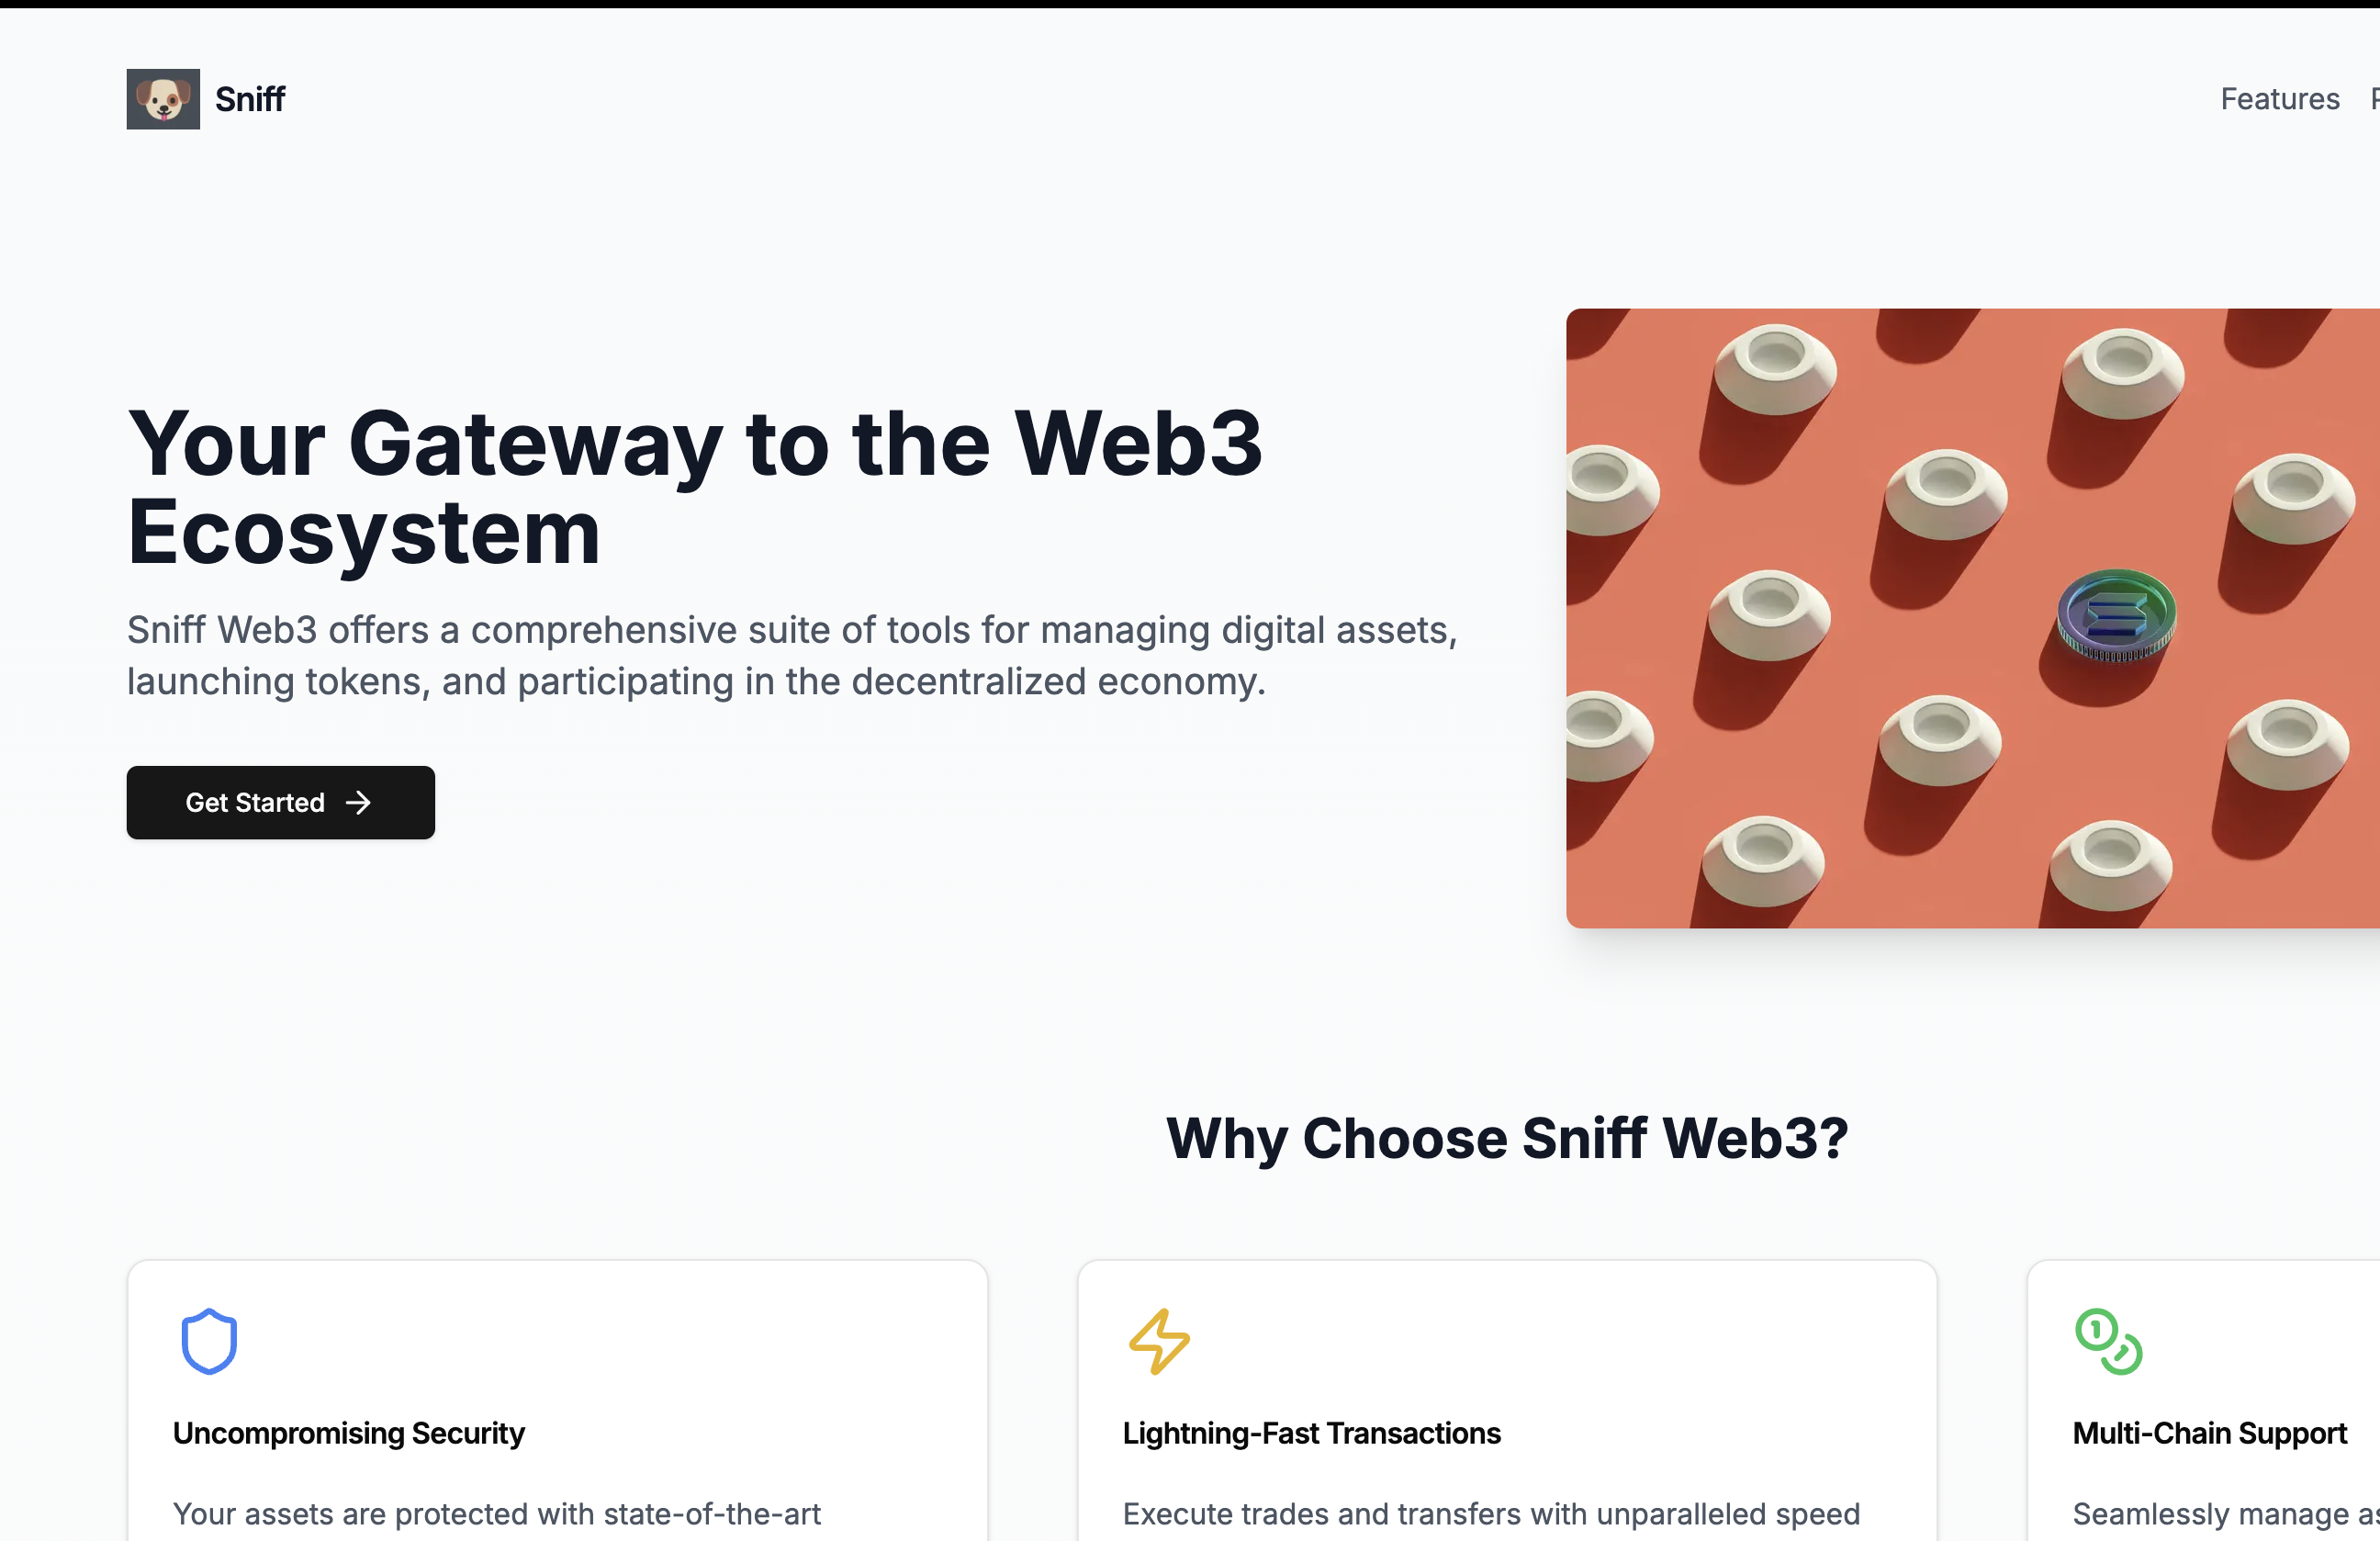 Sniff
Features
Your Gateway to the Web3
Ecosystem
Sniff Web3 offers a comprehensive suite of tools for managing digital assets,
launching tokens, and participating in the decentralized economy.
Get Started
Why Choose Sniff Web3?
Uncompromising Security
Your assets are protected with state-of-the-art
Lightning-Fast Transactions
Execute trades and transfers with unparalleled speed
Multi-Chain Support
Seamlessly manage